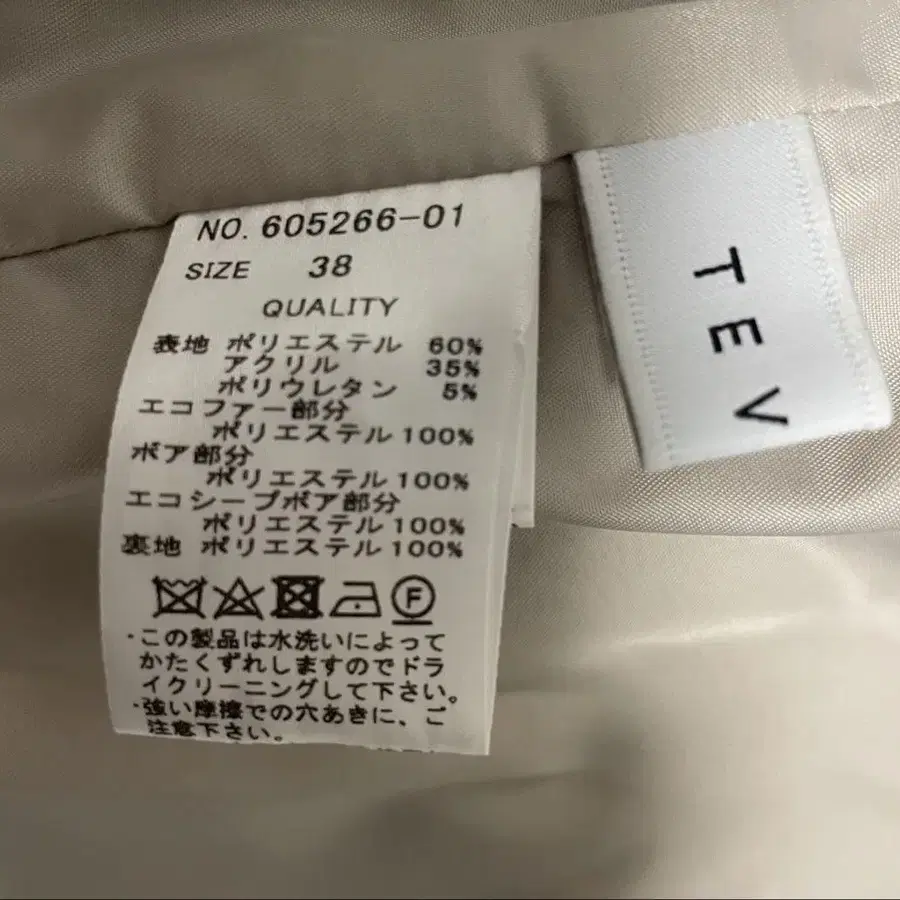 NO. 605266-01
SIZE 38
QUALITY
表地 ポリエステル 60%
アクリル 35%
ポリウレタン 5%
エコファー部分
ポリエステル 100%
ボア部分
ポリエステル 100%
エコシープボア部分
ポリエステル 100%
裏地 ポリエステル 100%
F
・この製品は水洗いによって
かたくずれしますのでドラ
イクリーニングして下さい。
・強い摩擦での穴あきに、ご
注意下さい。
T E V